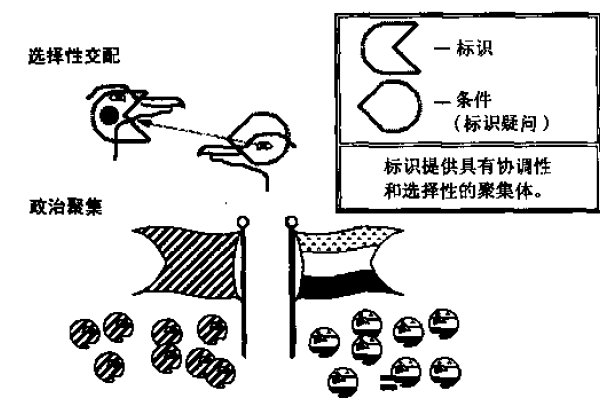 选择性交配
— 标识
— 条件
（标识疑问）
标识提供具有协调性
和选择性的聚集体。
政治聚集